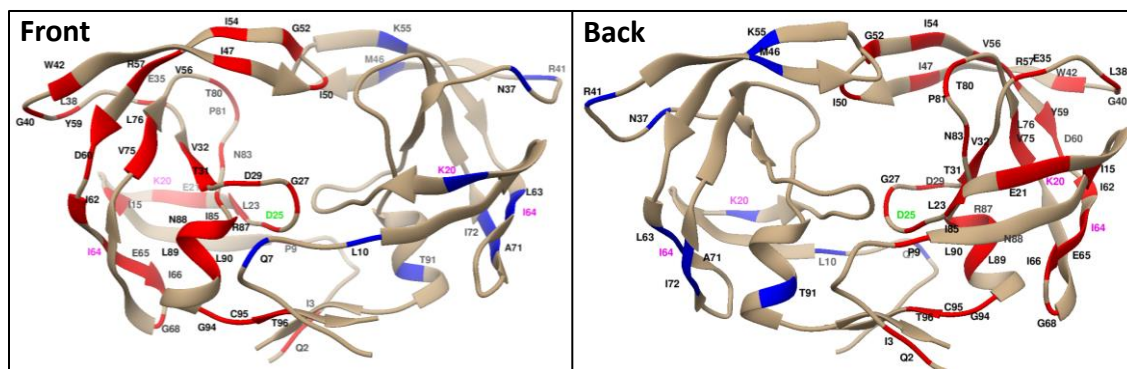 Front
I54
G52
K55
I47
M46
W42
R57
E35
V56
I50
R41
N37
L38
T80
P81
G40
Y59
L76
V75
V32
N83
D60
T31
D29
G27
K20
K20
E21
I62
I15
L23
D25
L63
I64
N88
I85
R87
I72
I64
E65
L89
P9
L10
A71
I66
L90
Q7
T91
G68
G94
C95
T96
I3
Q2
Back
I54
K55
G52
V56
M46
R57
E35
W42
L38
R41
I47
T80
G40
I50
P81
Y59
N37
N83
L76
V32
V75
D60
T31
I15
G27
D29
K20
K20
E21
I62
D25
L23
L63
R87
I64
I85
I64
A71
P9
L90
N88
I72
L10
I66
E65
T91
L89
G68
T96
C95
G94
I3
Q2